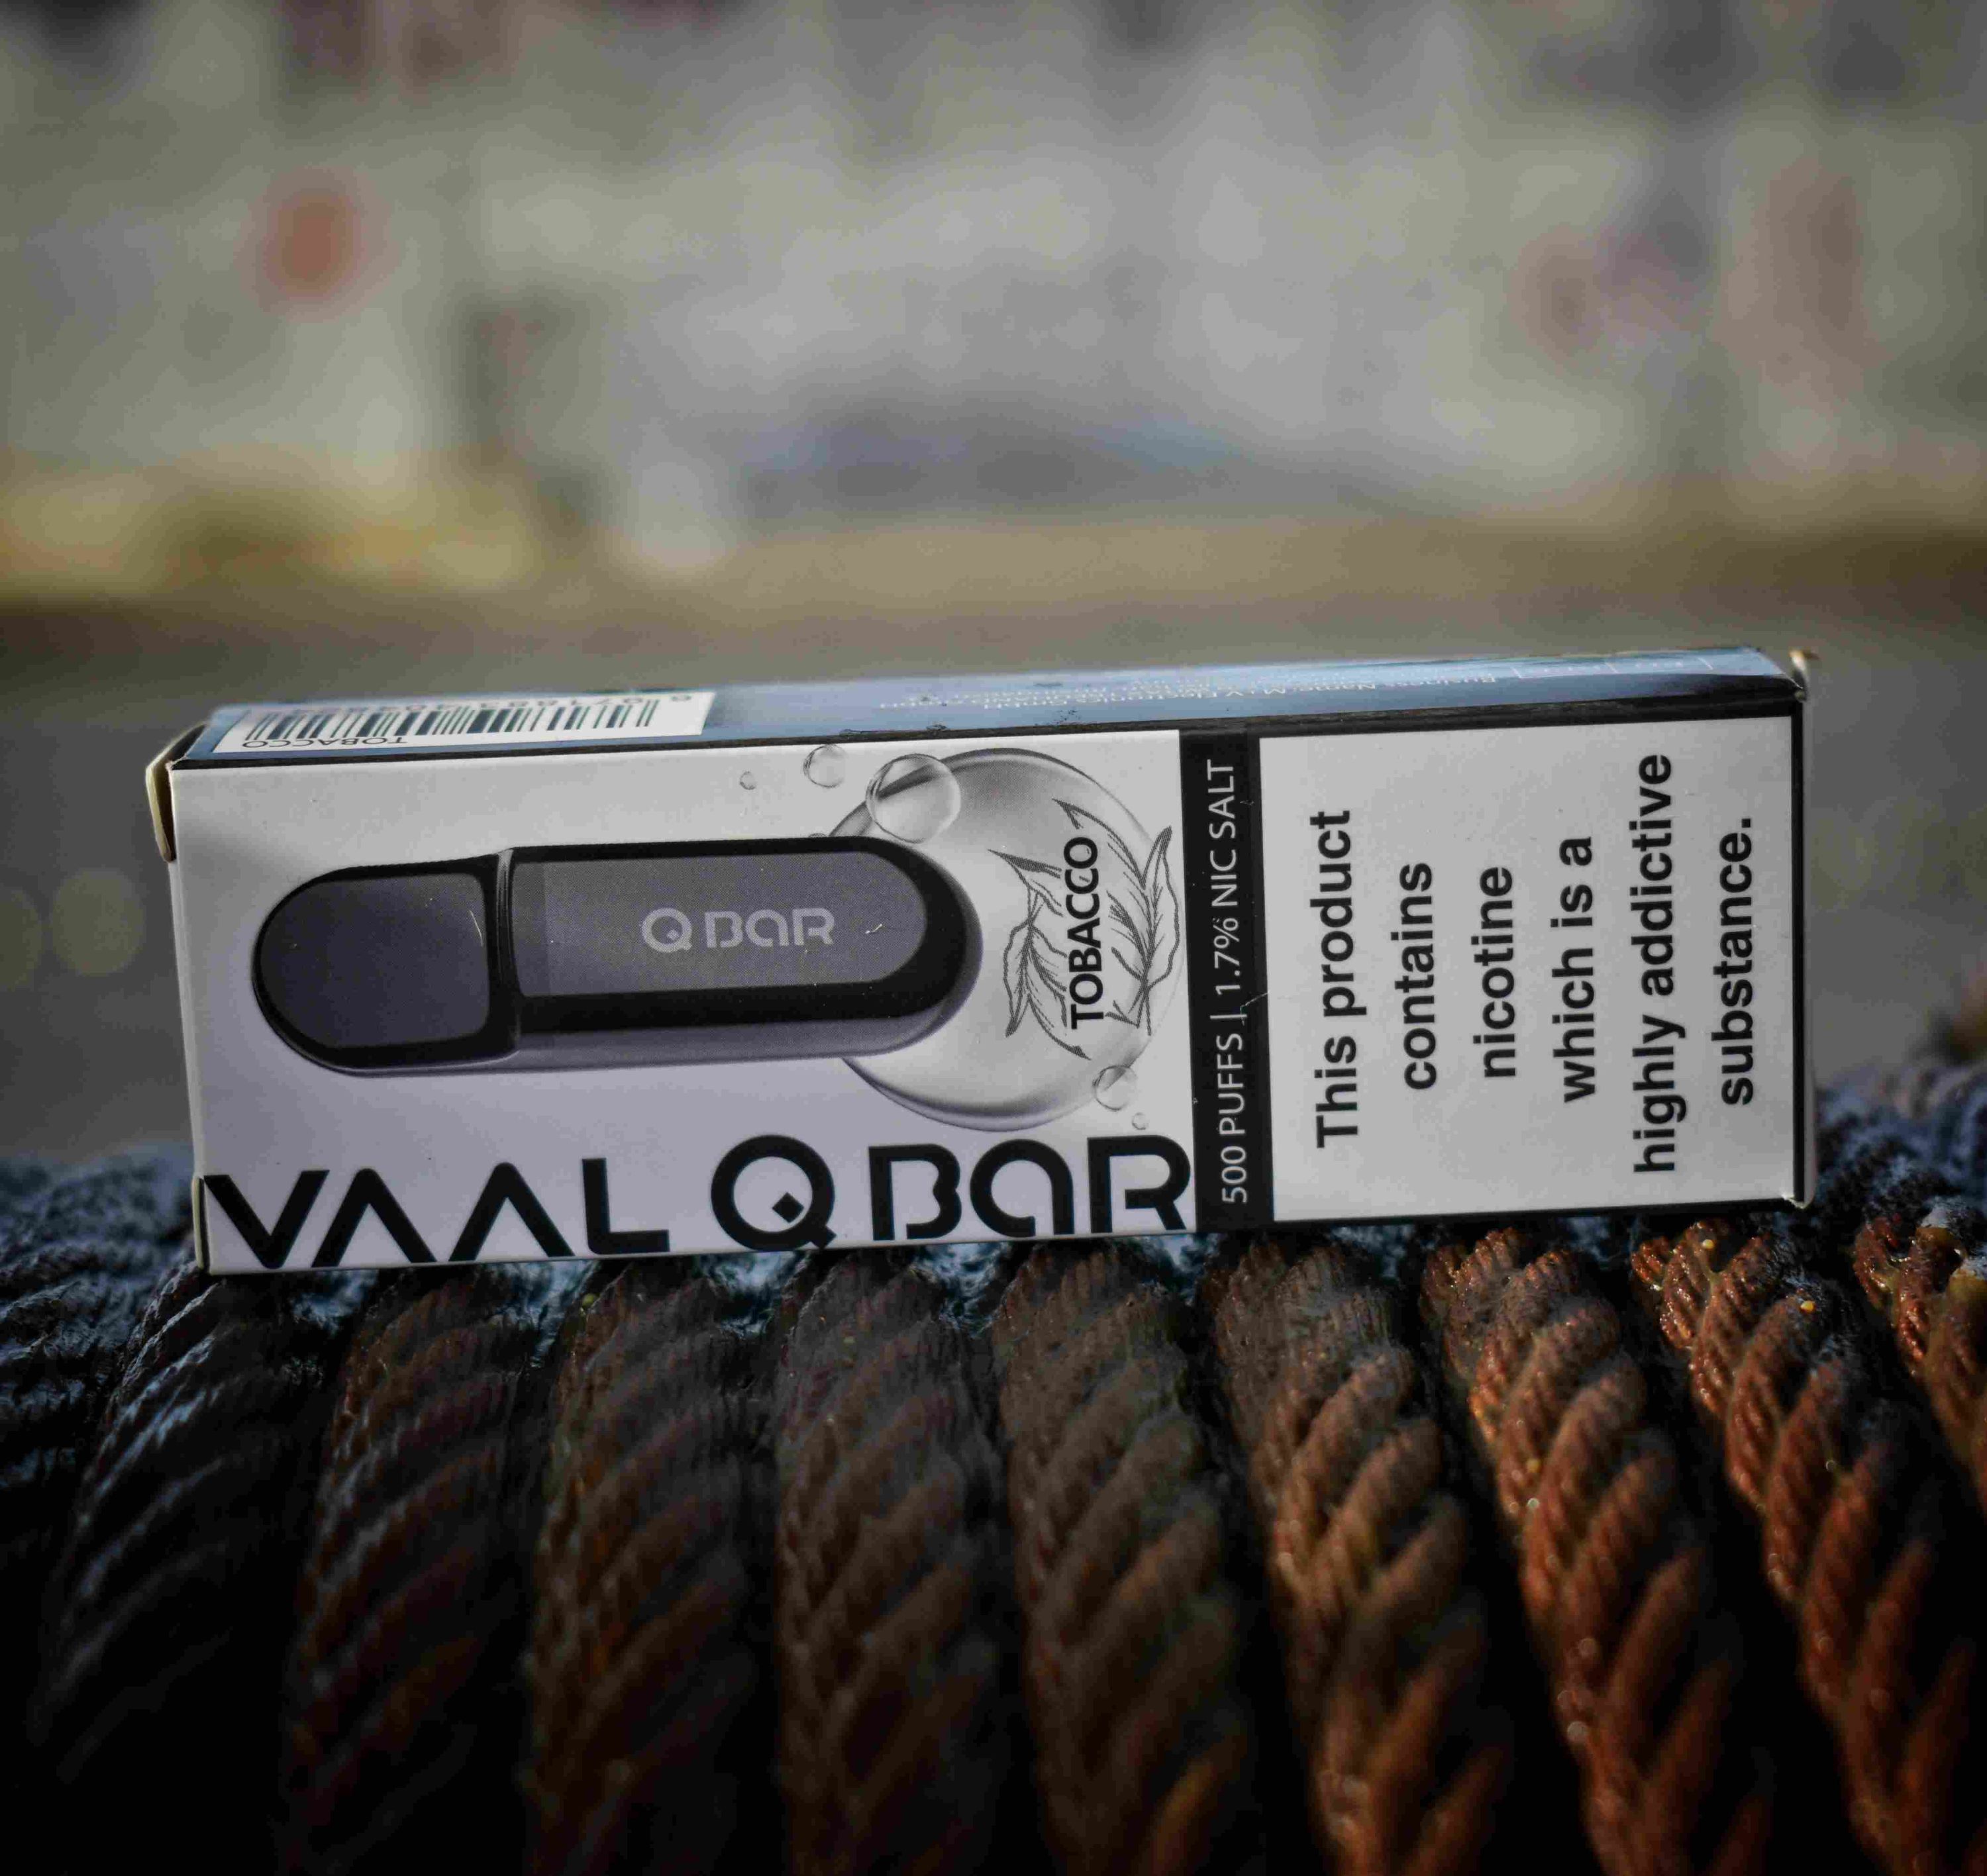 TOBACCO
Q BAR
TOBACCO
VAAL Q BAR
500 PUFFS | 1.7% NIC SALT
This product
contains
nicotine
which is a
highly addictive
substance.